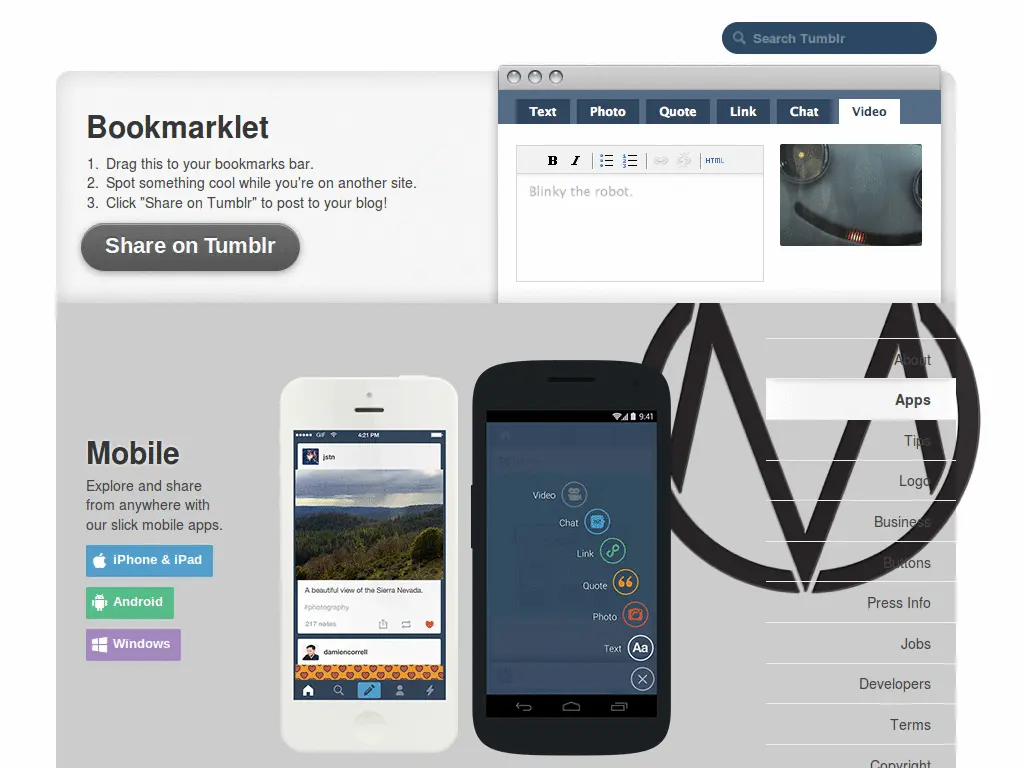 Search Tumblr
Bookmarklet
1. Drag this to your bookmarks bar.
2. Spot something cool while you're on another site.
3. Click "Share on Tumblr" to post to your blog!
Share on Tumblr
Text Photo Quote Link Chat Video
B I HTML
Blinky the robot.
Mobile
Explore and share
from anywhere with
our slick mobile apps.
iPhone & iPad
Android
Windows
GIF 4:21 PM
jstn
A beautiful view of the Sierra Nevada.
#photography
217 notes
damiencorrell
9:41
Video
Chat
Link
Quote
Photo
Text Aa
About
Apps
Tips
Logo
Business
Buttons
Press Info
Jobs
Developers
Terms
Copyright